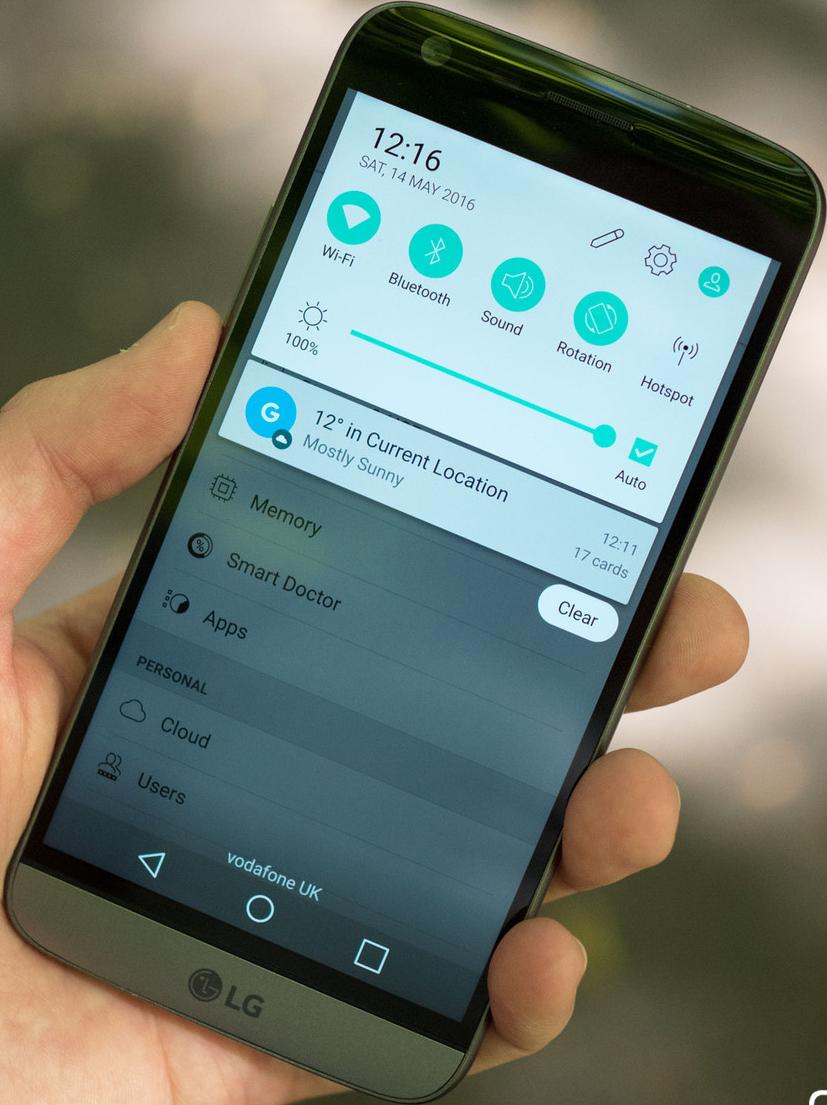 12:16
SAT, 14 MAY 2016
Wi-Fi
Bluetooth
Sound
Rotation
Hotspot
100%
Auto
G
12° in Current Location
Mostly Sunny
12:11
17 cards
Clear
Memory
Smart Doctor
Apps
PERSONAL
Cloud
Users
vodafone UK
LG